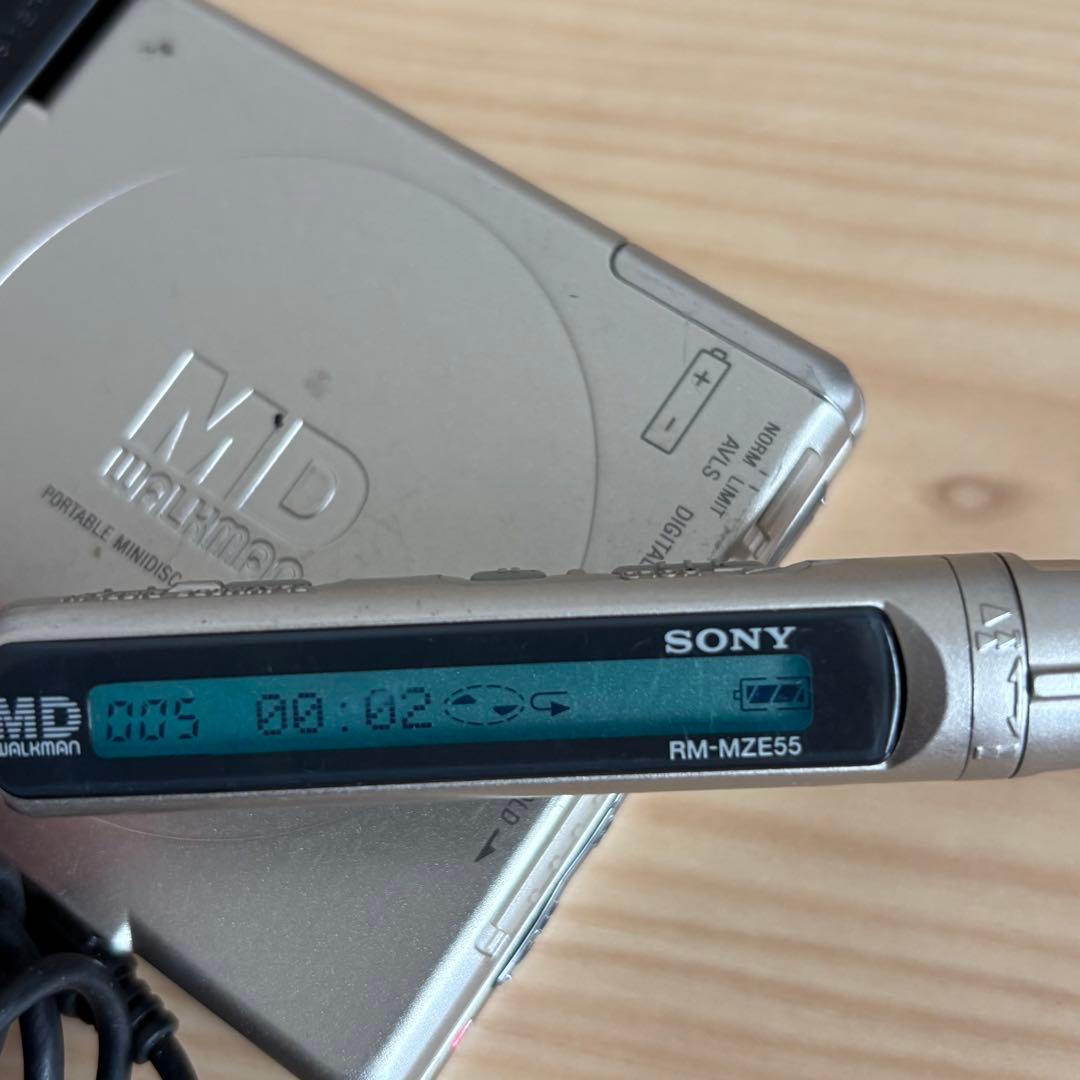 MD
WALKMAN
PORTABLE MINIDISC
+
-
NORM LIMIT
AVLS
DIGITAL
SONY
MD
WALKMAN
005 00:02
RM-MZE55